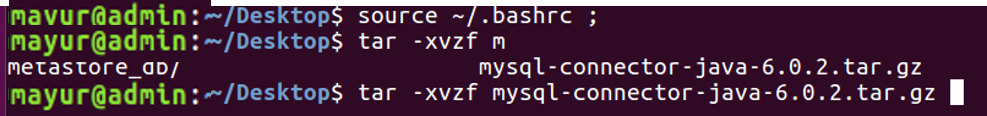 mayur@admin:~/Desktop$ source ~/.bashrc ;
mayur@admin:~/Desktop$ tar -xvzf m
metastore_db/ mysql-connector-java-6.0.2.tar.gz
mayur@admin:~/Desktop$ tar -xvzf mysql-connector-java-6.0.2.tar.gz